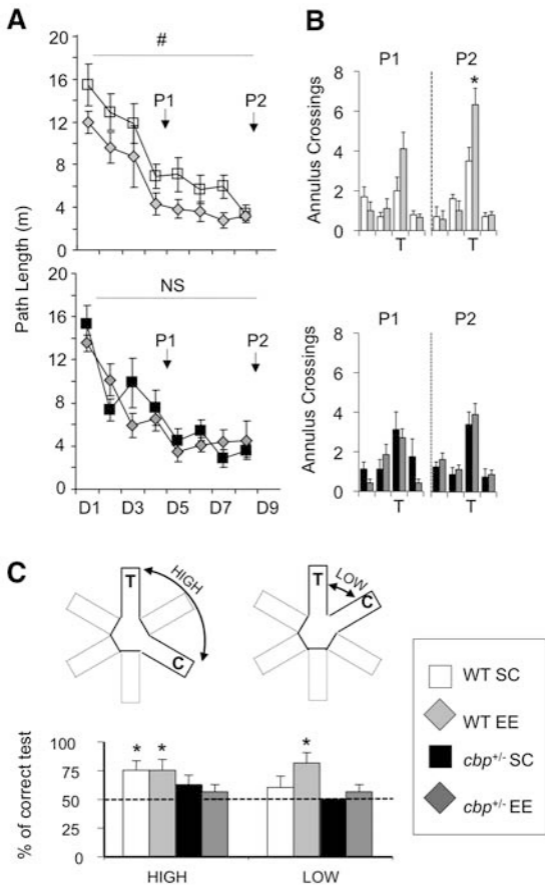 A
B
#
P1
P2
16
12
8
4
0
Path Length (m)
P1
P2
8
6
4
2
0
Annulus Crossings
*
T
T
NS
P1
P2
20
16
12
8
4
0
D1
D3
D5
D7
D9
P1
P2
8
6
4
2
0
Annulus Crossings
T
T
C
T
HIGH
C
T
LOW
C
% of correct test
100
75
50
25
0
* *
*
HIGH
LOW
WT SC
WT EE
cbp+/- SC
cbp+/- EE